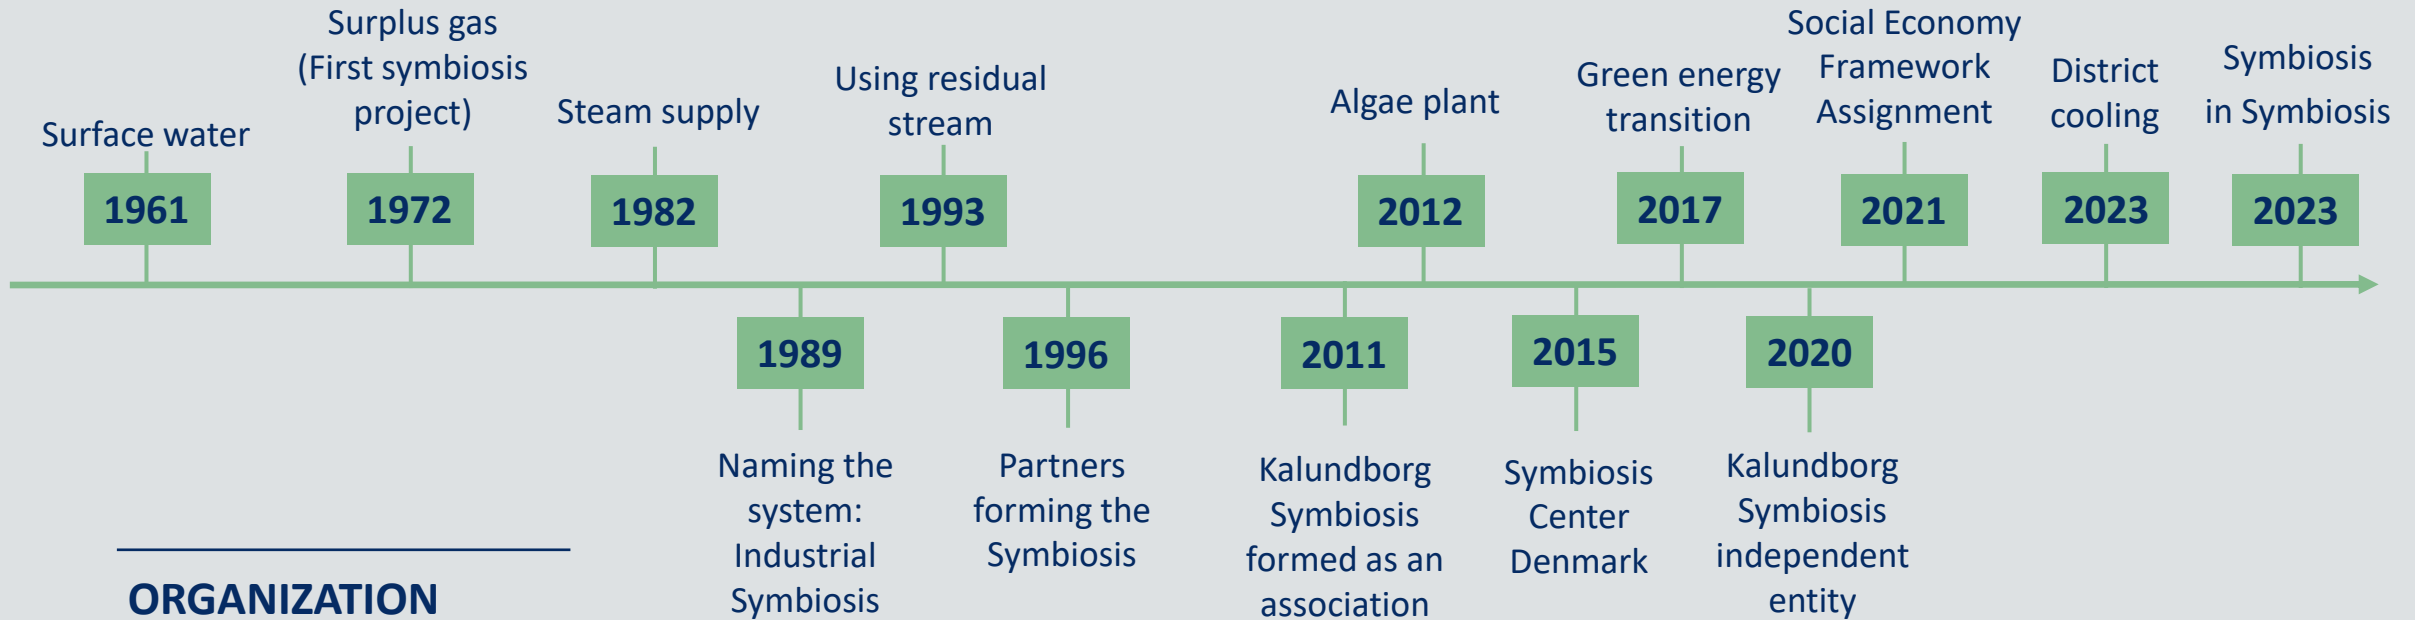 Surface water
1961
Surplus gas
(First symbiosis
project)
1972
Steam supply
1982
Using residual
stream
1993
Algae plant
2012
Green energy
transition
2017
Social Economy
Framework
Assignment
2021
District
cooling
2023
Symbiosis
in Symbiosis
2023
1989
Naming the
system:
Industrial
Symbiosis
1996
Partners
forming the
Symbiosis
2011
Kalundborg
Symbiosis
formed as an
association
2015
Symbiosis
Center
Denmark
2020
Kalundborg
Symbiosis
independent
entity
ORGANIZATION